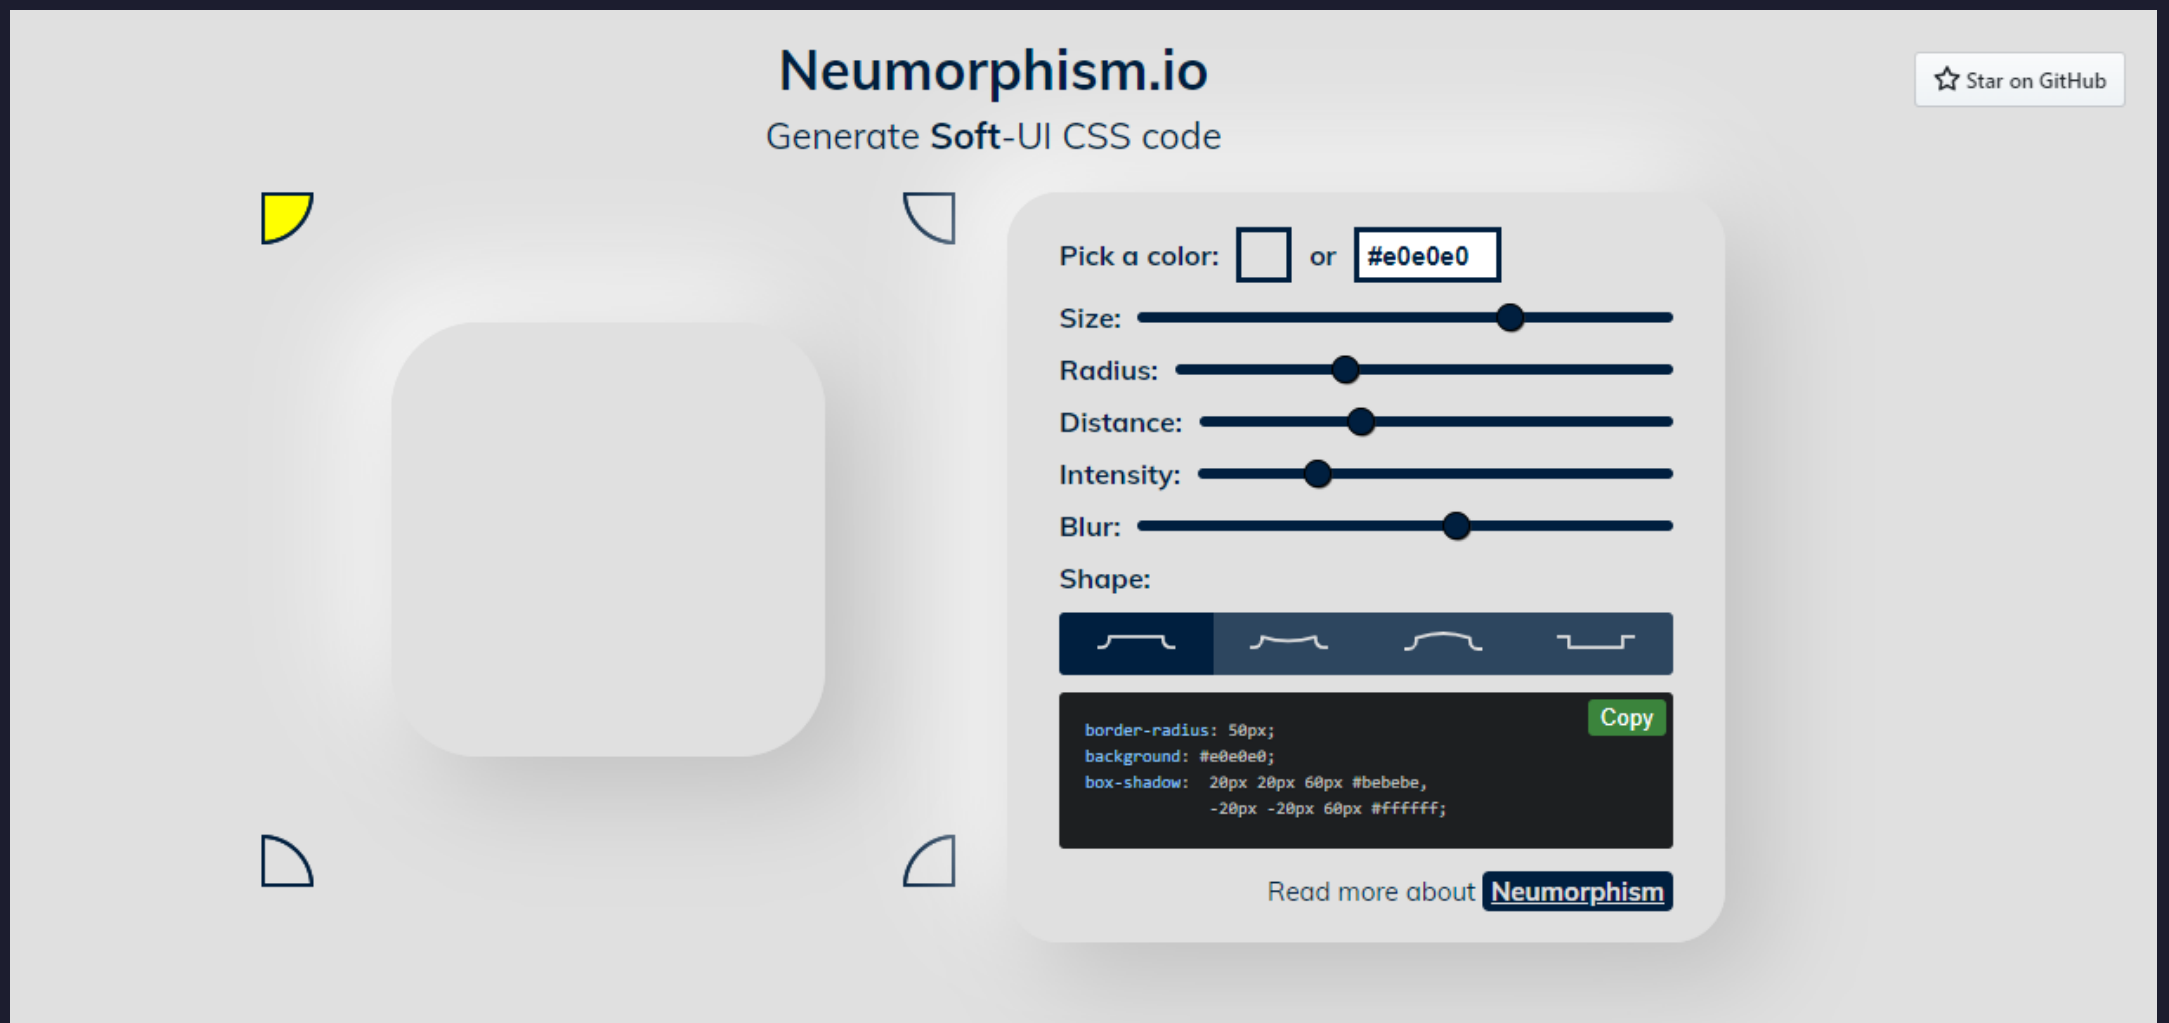 Neumorphism.io
Generate Soft-UI CSS code
Star on GitHub
Pick a color: or #e0e0e0
Size:
Radius:
Distance:
Intensity:
Blur:
Shape:
Copy
border-radius: 50px;
background: #e0e0e0;
box-shadow:  20px 20px 60px #bebebe,
             -20px -20px 60px #ffffff;
Read more about Neumorphism